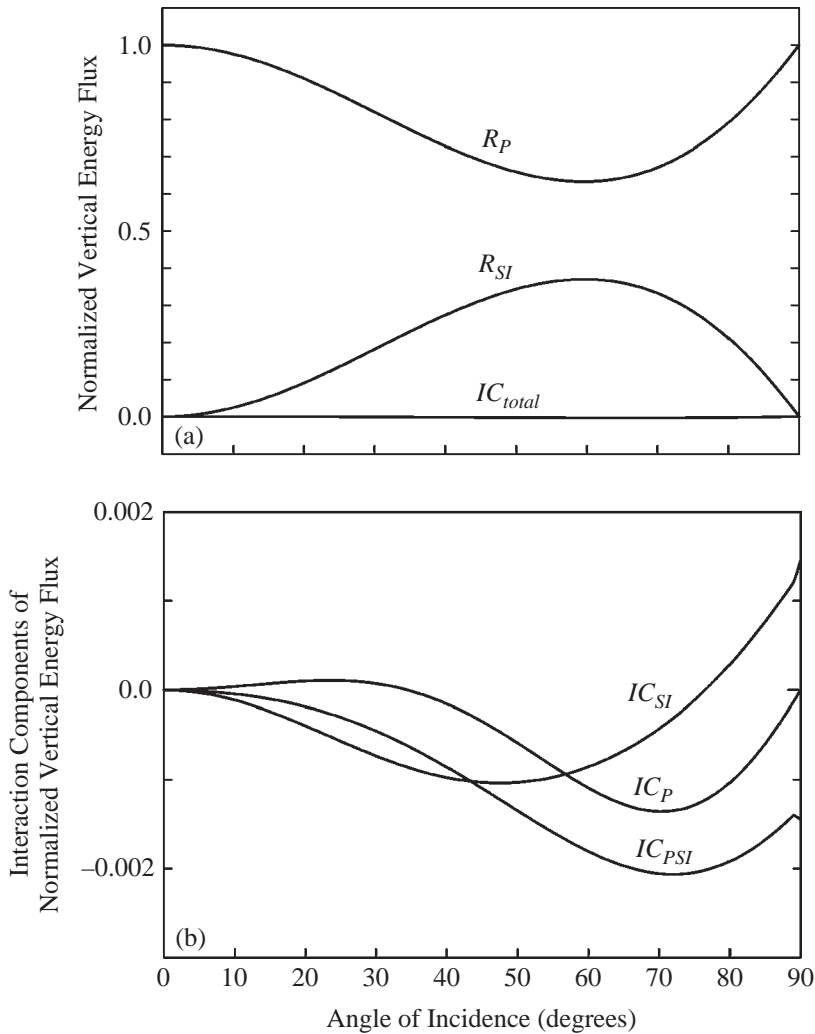 Normalized Vertical Energy Flux
1.0
0.5
0.0
R_P
R_SI
IC_total
(a)
Interaction Components of
Normalized Vertical Energy Flux
0.002
0.0
–0.002
IC_SI
IC_P
IC_PSI
(b)
0 10 20 30 40 50 60 70 80 90
Angle of Incidence (degrees)